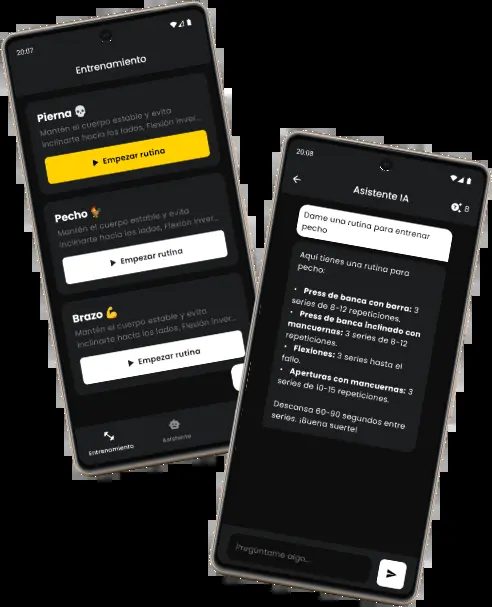 20:07
Entrenamiento
Pierna 💀
Mantén el cuerpo estable y evita
inclinarte hacia los lados. Flexión inver...
▶ Empezar rutina
Pecho 🐓
Mantén el cuerpo estable y evita
inclinarte hacia los lados. Flexión inver...
▶ Empezar rutina
Brazo 💪
Mantén el cuerpo estable y evita
inclinarte hacia los lados. Flexión inver...
▶ Empezar rutina
Entrenamiento
Asistente
20:08
Asistente IA
8
Dame una rutina para entrenar
pecho
Aquí tienes una rutina para
pecho:
• Press de banca con barra: 3
series de 8-12 repeticiones.
• Press de banca inclinado con
mancuernas: 3 series de 8-12
repeticiones.
• Flexiones: 3 series hasta el
fallo.
• Aperturas con mancuernas: 3
series de 10-15 repeticiones.
Descansa 60-90 segundos entre
series. ¡Buena suerte!
Pregúntame algo...